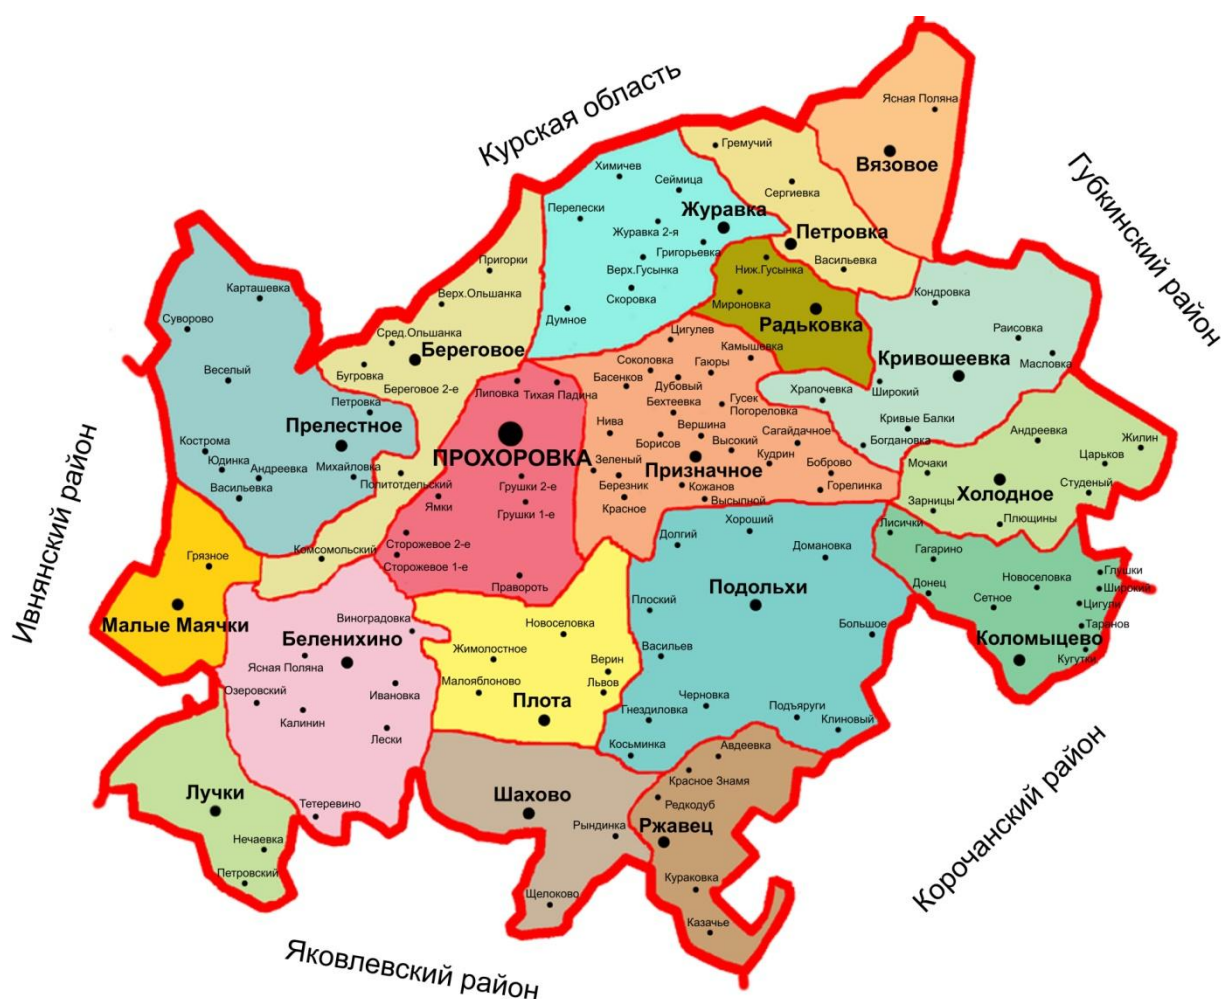 Курская область
Губкинский район
Корочанский район
Яковлевский район
Ивнянский район
Ясная Поляна
Вязовое
Гремучий
Сергиевка
Петровка
Васильевка
Химичев
Сеймица
Перелески
Журавка
Журавка 2-я
Григорьевка
Верх.Гусынка
Скоровка
Думное
Ниж.Гусынка
Мироновка
Радьковка
Пригорки
Верх.Ольшанка
Сред.Ольшанка
Береговое
Бугровка
Береговое 2-е
Политотдельский
Комсомольский
Карташевка
Суворово
Веселый
Петровка
Прелестное
Кострома
Юдинка
Андреевка
Михайловка
Васильевка
Липовка
Тихая Падина
ПРОХОРОВКА
Грушки 2-е
Ямки
Грушки 1-е
Сторожевое 2-е
Сторожевое 1-е
Правороть
Цигулев
Камышевка
Соколовка
Гаюры
Басенков
Дубовый
Бехтеевка
Гусек
Погореловка
Нива
Вершина
Борисов
Высокий
Сагайдачное
Зеленый
Призначное
Кудрин
Боброво
Березник
Кожанов
Горелинка
Красное
Высыпной
Кондровка
Раисовка
Масловка
Кривошеевка
Храпочевка
Широкий
Кривые Балки
Богдановка
Андреевка
Жилин
Царьков
Мочаки
Холодное
Студеный
Зарницы
Плющины
Лисички
Гагарино
Глушки
Новоселовка
Широкий
Донец
Сетное
Цигули
Таранов
Коломыцево
Кугутки
Хороший
Долгий
Домановка
Подольхи
Плоский
Большое
Васильев
Черновка
Гнездиловка
Подъяруги
Клиновый
Косьминка
Грязное
Малые Маячки
Виноградовка
Беленихино
Ясная Поляна
Озеровский
Ивановка
Калинин
Лески
Тетеревино
Новоселовка
Жимолостное
Верин
Малояблоново
Львов
Плота
Лучки
Нечаевка
Петровский
Шахово
Рындинка
Щелоково
Авдеевка
Красное Знамя
Редкодуб
Ржавец
Кураковка
Казачье